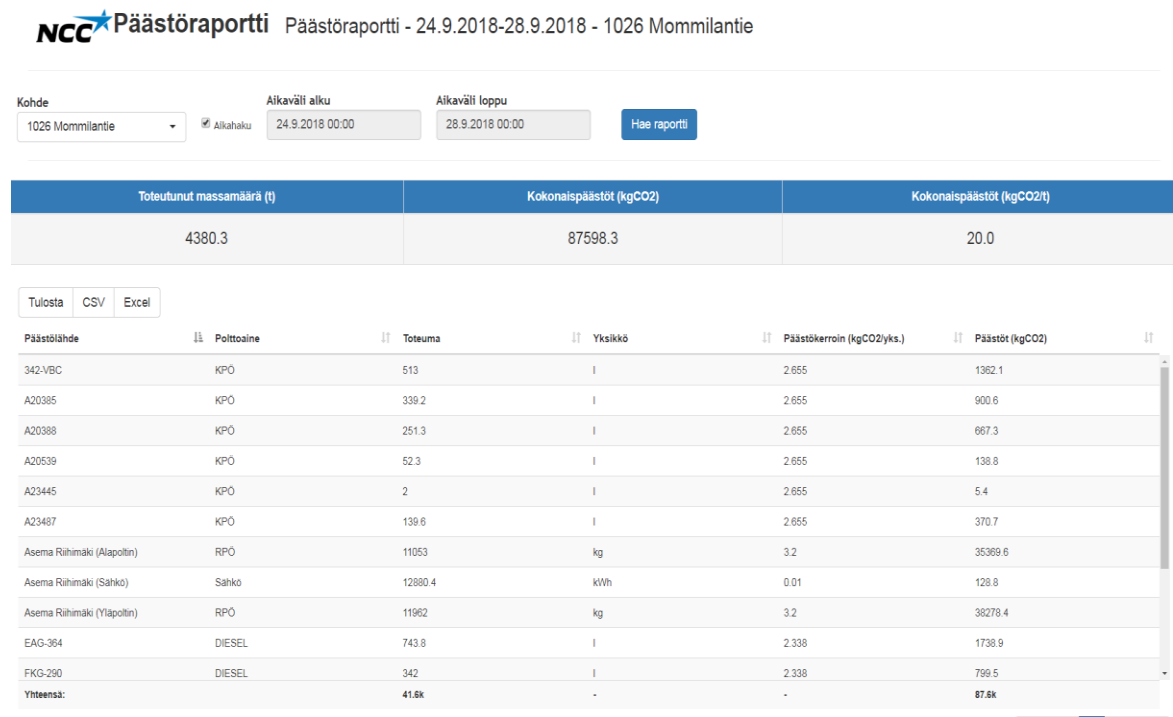 NCC Päästöraportti Päästöraportti - 24.9.2018-28.9.2018 - 1026 Mommilantie
Kohde Aikaväli alku Aikaväli loppu
1026 Mommilantie Aikahaku 24.9.2018 00:00 28.9.2018 00:00 Hae raportti
Toteutunut massamäärä (t) Kokonaispäästöt (kgCO2) Kokonaispäästöt (kgCO2/t)
4380.3 87598.3 20.0
Tulosta CSV Excel
Päästölähde Polttoaine Toteuma Yksikkö Päästökerroin (kgCO2/yks.) Päästöt (kgCO2)
342-VBC KPÖ 513 l 2.655 1362.1
A20385 KPÖ 339.2 l 2.655 900.6
A20388 KPÖ 251.3 l 2.655 667.3
A20539 KPÖ 52.3 l 2.655 138.8
A23445 KPÖ 2 l 2.655 5.4
A23487 KPÖ 139.6 l 2.655 370.7
Asema Riihimäki (Alapoltin) RPÖ 11053 kg 3.2 35369.6
Asema Riihimäki (Sähkö) Sähkö 12880.4 kWh 0.01 128.8
Asema Riihimäki (Yläpoltin) RPÖ 11962 kg 3.2 38278.4
EAG-364 DIESEL 743.8 l 2.338 1738.9
FKG-290 DIESEL 342 l 2.338 799.5
Yhteensä: 41.6k - - 87.6k